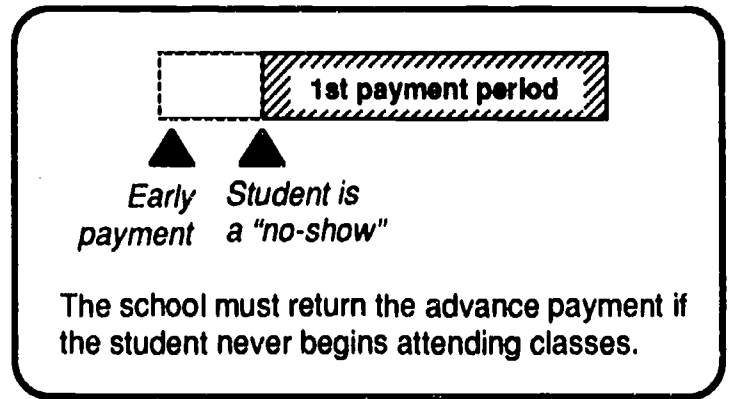 1st payment period
Early Student is
payment a "no-show"
The school must return the advance payment if
the student never begins attending classes.